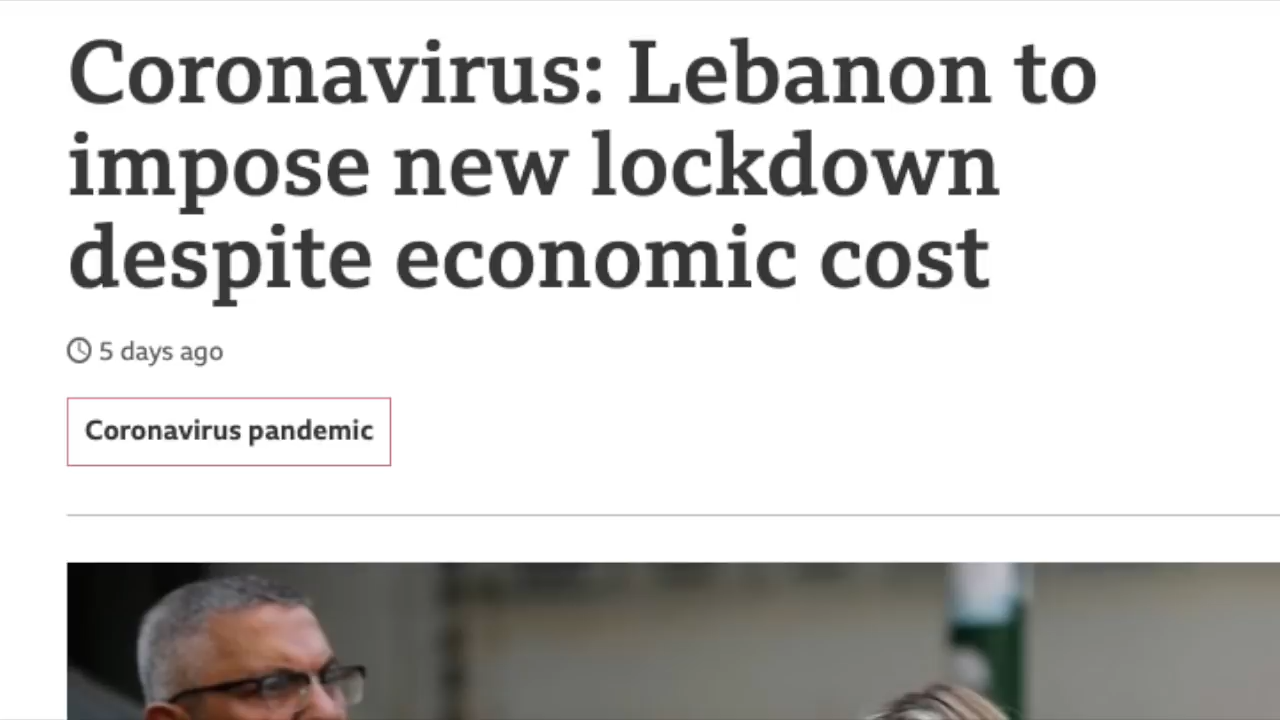 Coronavirus: Lebanon to
impose new lockdown
despite economic cost
5 days ago
Coronavirus pandemic